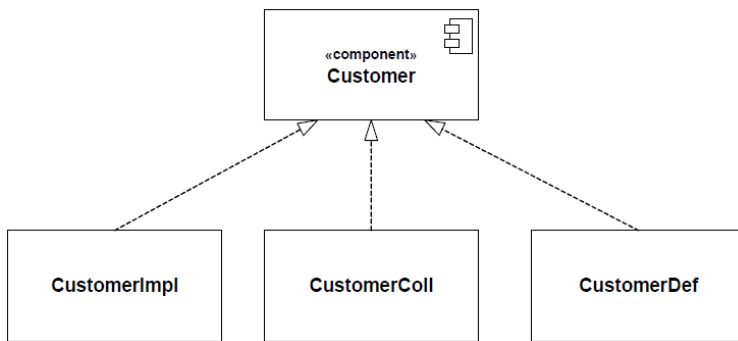 «component»
Customer
CustomerImpl
CustomerColl
CustomerDef